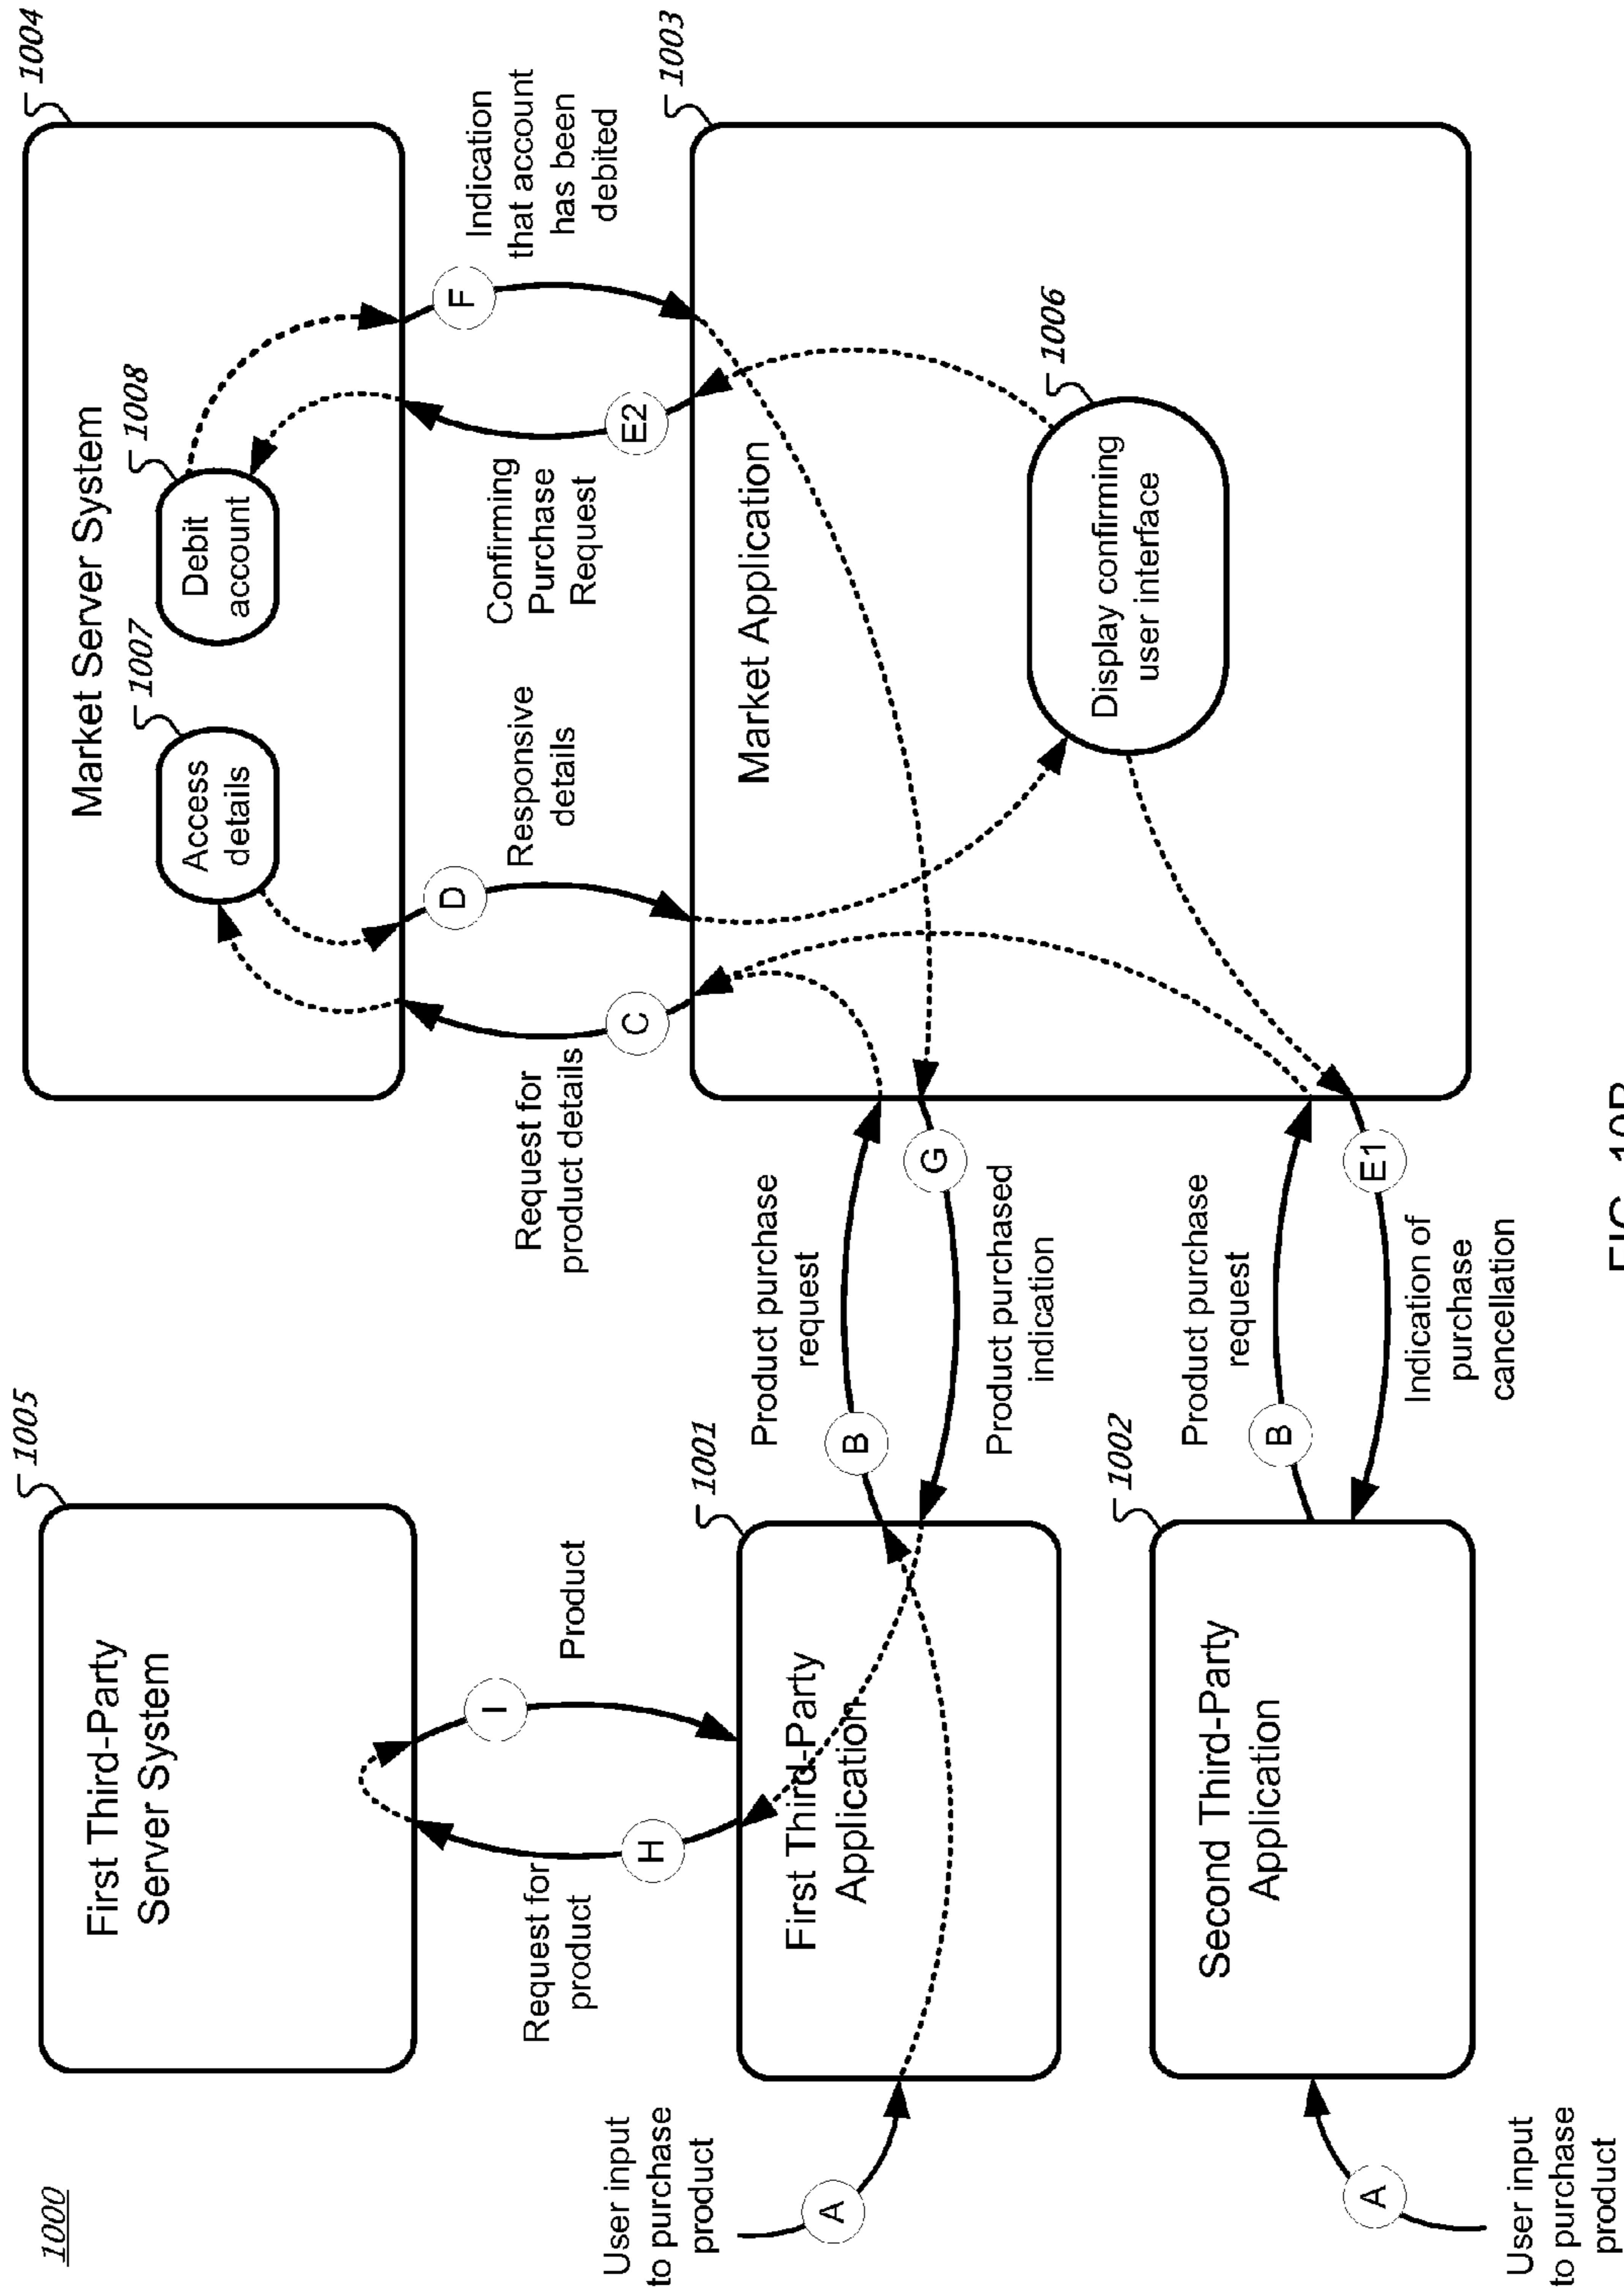 1000
First Third-Party
Server System
1005
Market Server System
1004
Access
details
1007
Debit
account
1008
Request for
product
H
I
Product
Request for
product details
C
D
Responsive
details
Confirming
Purchase
Request
E2
F
Indication
that account
has been
debited
User input
to purchase
product
A
First Third-Party
Application
1001
B
Product purchase
request
G
Product purchased
indication
Market Application
1003
Display confirming
user interface
1006
User input
to purchase
product
A
Second Third-Party
Application
1002
B
Product purchase
request
E1
Indication of
purchase
cancellation